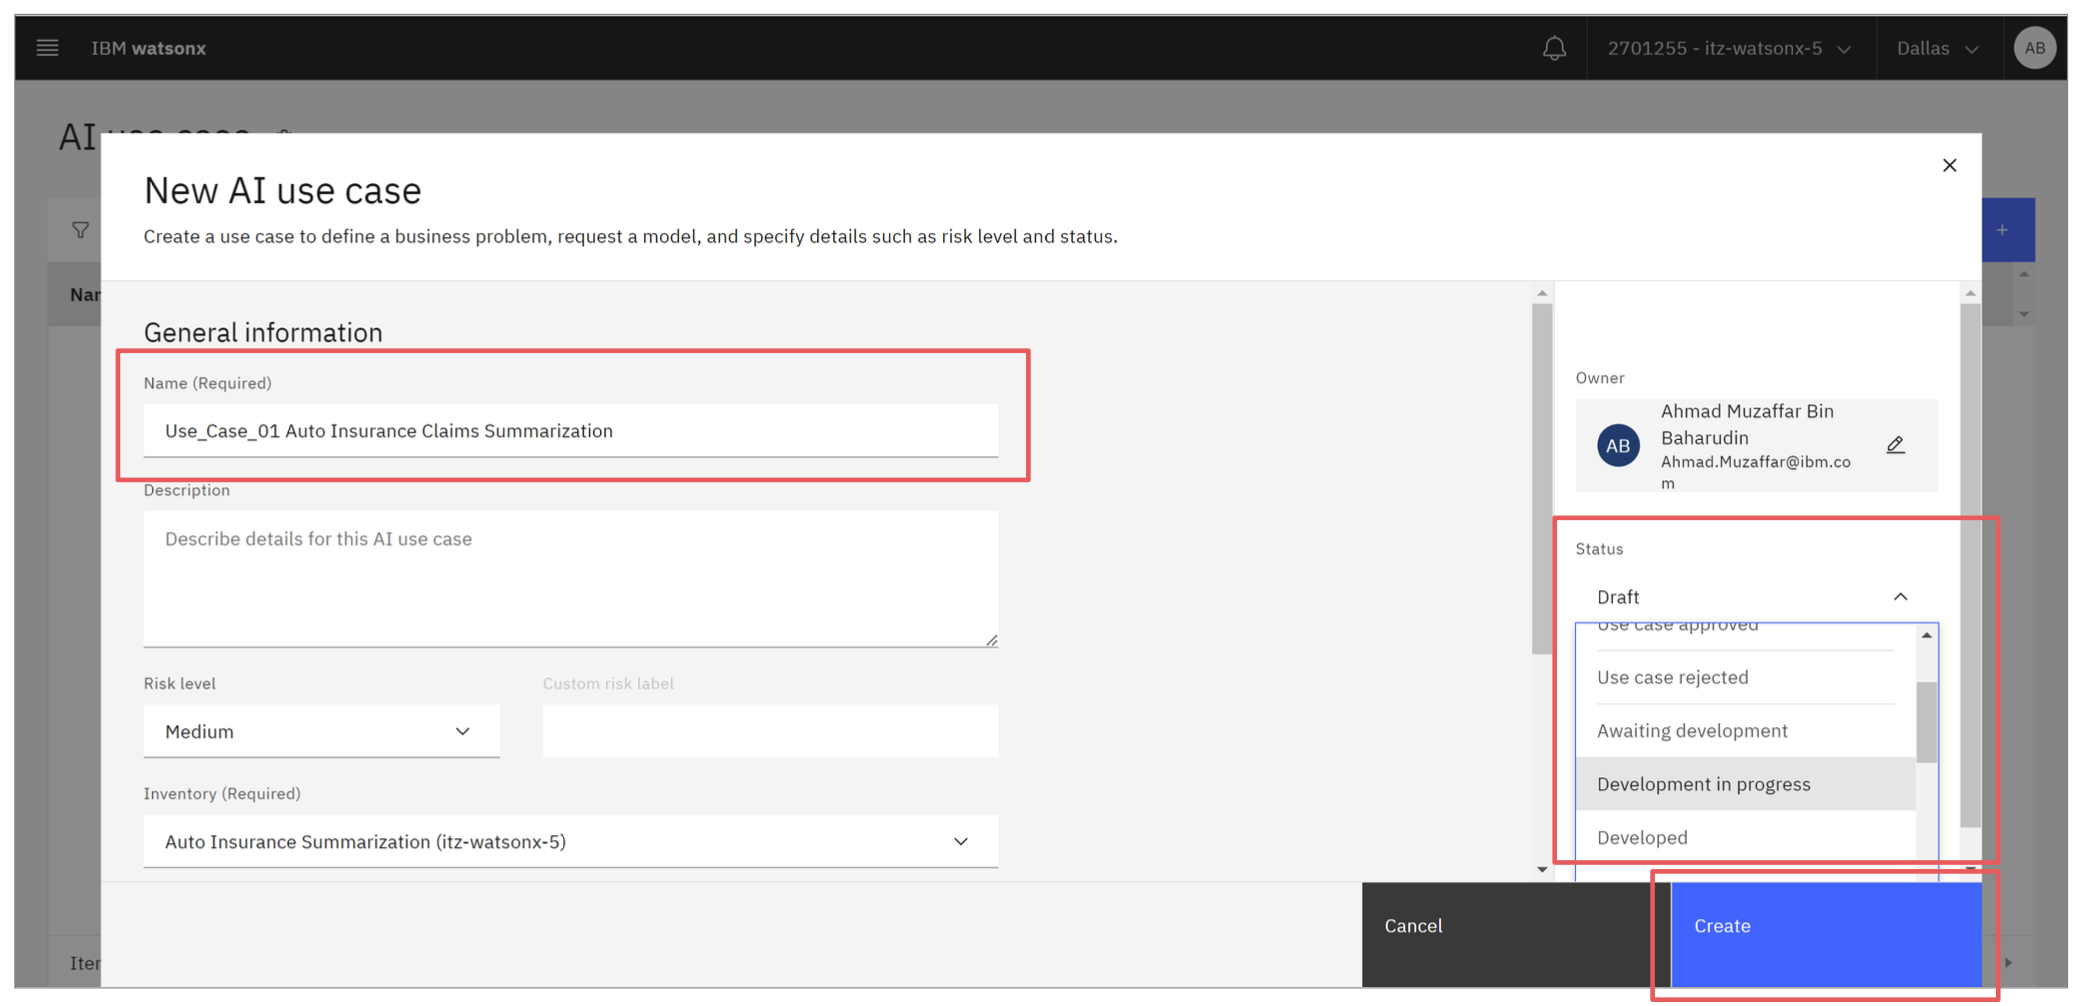 IBM watsonx
2701255 - itz-watsonx-5
Dallas
AB
AI use case
New AI use case
Create a use case to define a business problem, request a model, and specify details such as risk level and status.
+
General information
Name (Required)
Use_Case_01 Auto Insurance Claims Summarization
Description
Describe details for this AI use case
Risk level
Custom risk label
Medium
Inventory (Required)
Auto Insurance Summarization (itz-watsonx-5)
Owner
AB
Ahmad Muzaffar Bin
Baharudin
Ahmad.Muzaffar@ibm.co
m
Status
Draft
Use case approved
Use case rejected
Awaiting development
Development in progress
Developed
Cancel
Create